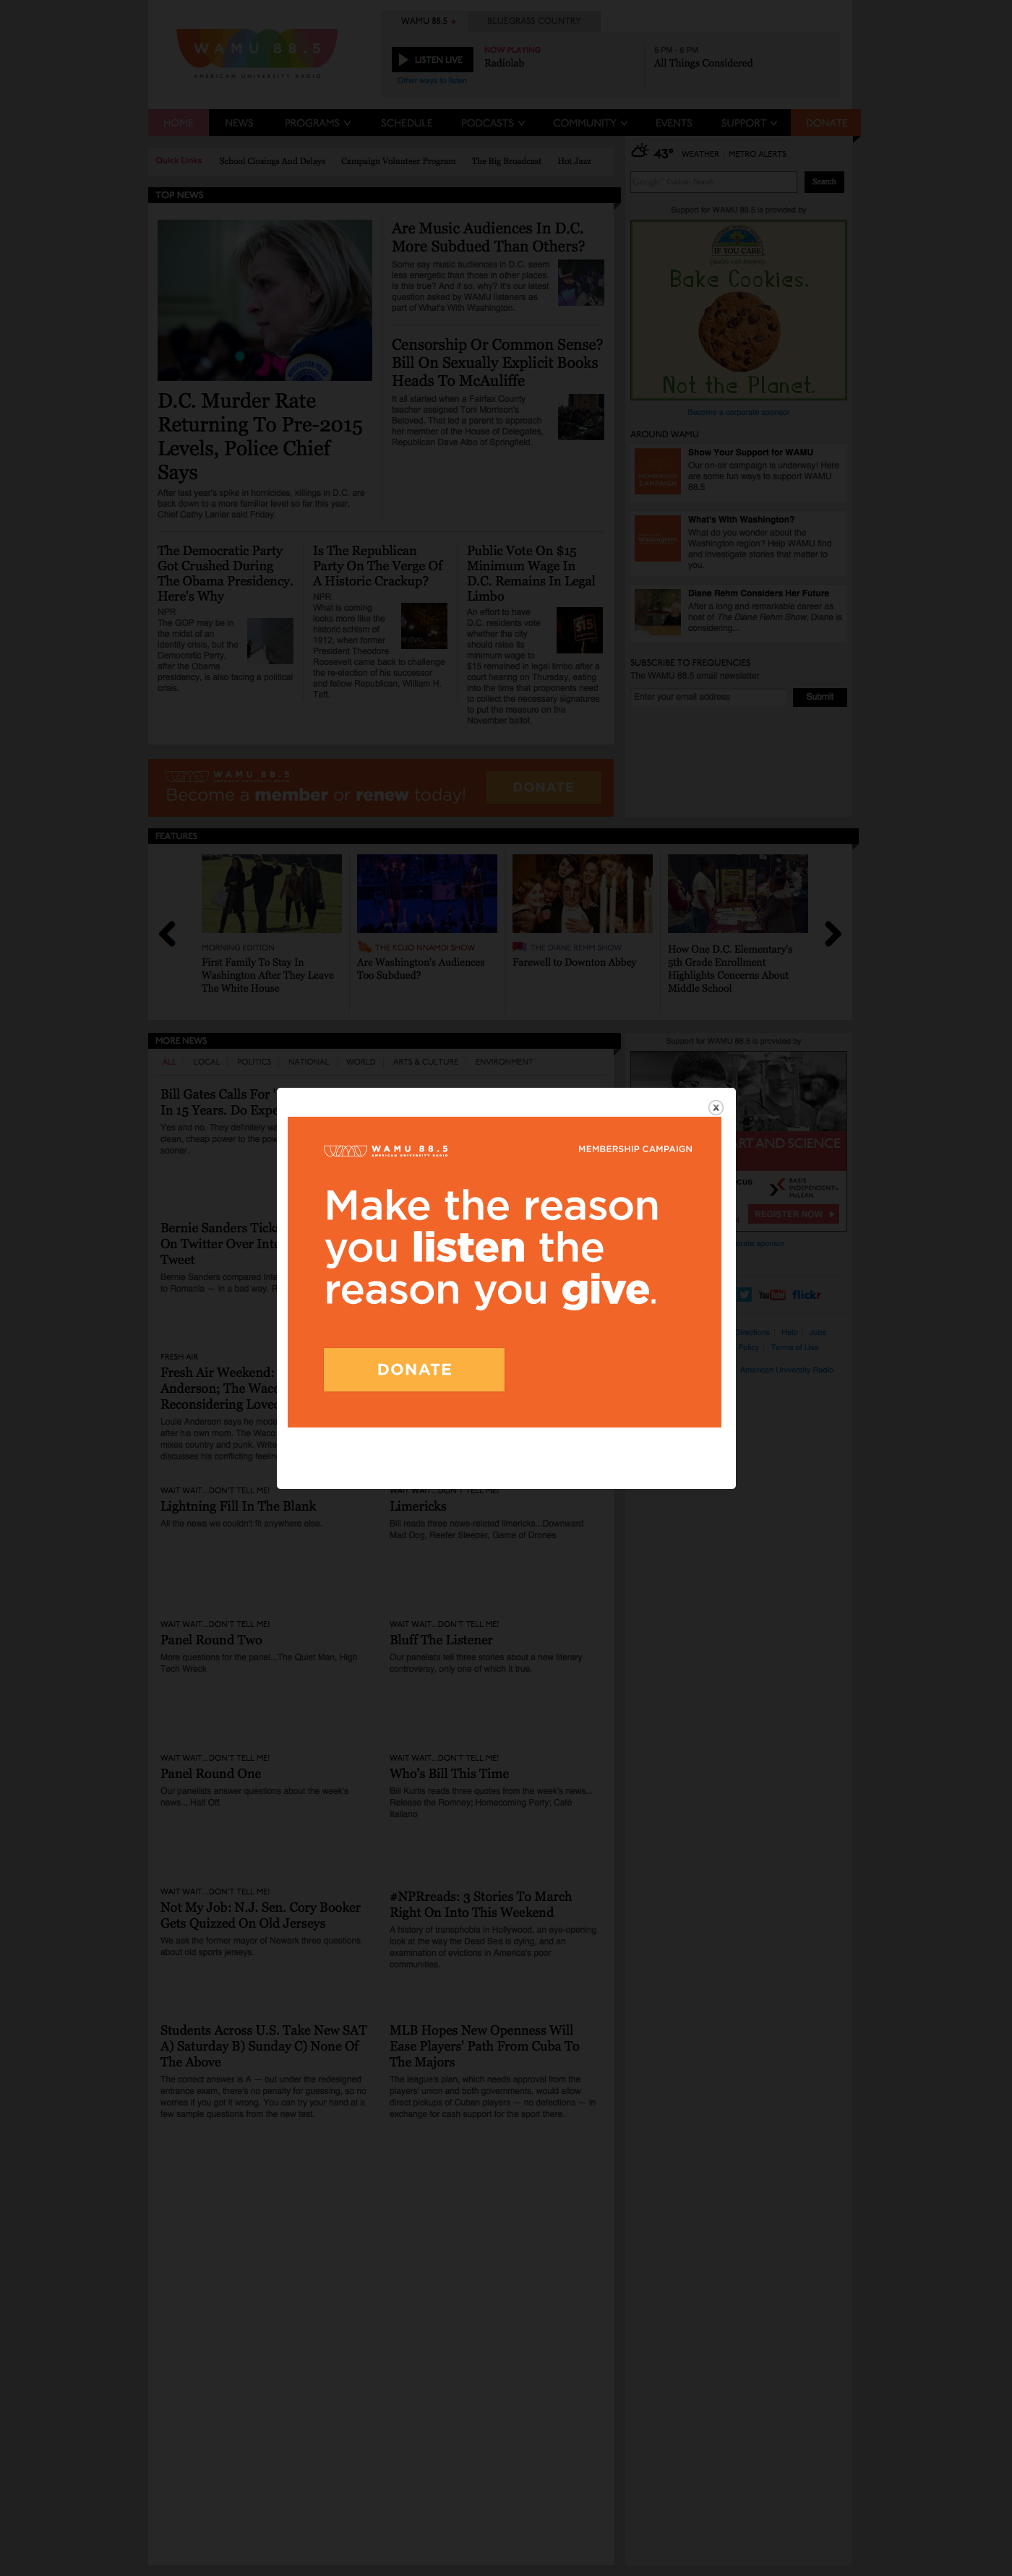 WAMU 88.5
AMERICAN UNIVERSITY RADIO
WAMU 88.5
BLUEGRASS COUNTRY
LISTEN LIVE
Other ways to listen
NOW PLAYING
Radiolab
5 PM - 6 PM
All Things Considered
HOME NEWS PROGRAMS SCHEDULE PODCASTS COMMUNITY EVENTS SUPPORT DONATE
Quick Links School Closings And Delays Campaign Volunteer Program The Big Broadcast Hot Jazz
43° WEATHER | METRO ALERTS
Google™ Custom Search
Search
TOP NEWS
D.C. Murder Rate
Returning To Pre-2015
Levels, Police Chief
Says
After last year's spike in homicides, killings in D.C. are
back down to a more familiar level so far this year,
Chief Cathy Lanier said Friday.
Are Music Audiences In D.C.
More Subdued Than Others?
Some say music audiences in D.C. seem
less energetic than those in other places.
Is this true? And if so, why? It's our latest
question asked by WAMU listeners as
part of What's With Washington.
Censorship Or Common Sense?
Bill On Sexually Explicit Books
Heads To McAuliffe
It all started when a Fairfax County
teacher assigned Toni Morrison's
Beloved. That led a parent to approach
her member of the House of Delegates,
Republican Dave Albo of Springfield.
The Democratic Party
Got Crushed During
The Obama Presidency.
Here's Why
NPR
The GOP may be in
the midst of an
identity crisis, but the
Democratic Party,
after the Obama
presidency, is also facing a political
crisis.
Is The Republican
Party On The Verge Of
A Historic Crackup?
NPR
What is coming
looks more like the
historic schism of
1912, when former
President Theodore
Roosevelt came back to challenge
the re-election of his successor
and fellow Republican, William H.
Taft.
Public Vote On $15
Minimum Wage In
D.C. Remains In Legal
Limbo
An effort to have
D.C. residents vote
whether the city
should raise its
minimum wage to
$15 remained in legal limbo after a
court hearing on Thursday, eating
into the time that proponents need
to collect the necessary signatures
to put the measure on the
November ballot.
$15
Support for WAMU 88.5 is provided by
IF YOU CARE
Bake Cookies.
Not the Planet.
Become a corporate sponsor
AROUND WAMU
MEMBERSHIP
CAMPAIGN
Show Your Support for WAMU
Our on-air campaign is underway! Here
are some fun ways to support WAMU
88.5
What's With Washington?
What do you wonder about the
Washington region? Help WAMU find
and investigate stories that matter to
you.
Diane Rehm Considers Her Future
After a long and remarkable career as
host of The Diane Rehm Show, Diane is
considering...
SUBSCRIBE TO FREQUENCIES
The WAMU 88.5 email newsletter
Enter your email address
Submit
WAMU 88.5
Become a member or renew today!
DONATE
FEATURES
MORNING EDITION
First Family To Stay In
Washington After They Leave
The White House
THE KOJO NNAMDI SHOW
Are Washington's Audiences
Too Subdued?
THE DIANE REHM SHOW
Farewell to Downton Abbey
How One D.C. Elementary's
5th Grade Enrollment
Highlights Concerns About
Middle School
MORE NEWS
ALL LOCAL POLITICS NATIONAL WORLD ARTS & CULTURE ENVIRONMENT
Support for WAMU 88.5 is provided by
Bill Gates Calls For
In 15 Years. Do Expe
Yes and no. They definitely wa
clean, cheap power to the pow
sooner.
Bernie Sanders Tick
On Twitter Over Inte
Tweet
Bernie Sanders compared Inte
to Romania — in a bad way. R
FRESH AIR
Fresh Air Weekend:
Anderson; The Waco
Reconsidering Lovec
Louie Anderson says he mode
after his own mom. The Waco
mixes country and punk. Write
discusses his conflicting feelin
X
WAMU 88.5
AMERICAN UNIVERSITY RADIO
MEMBERSHIP CAMPAIGN
Make the reason
you listen the
reason you give.
DONATE
ART AND SCIENCE
GUS
BASIS
INDEPENDENT
McLEAN
REGISTER NOW
rate sponsor
YouTube flickr
Directions | Help | Jobs
Policy | Terms of Use
American University Radio
WAIT WAIT...DON'T TELL ME!
Lightning Fill In The Blank
All the news we couldn't fit anywhere else.
WAIT WAIT...DON'T TELL ME!
Limericks
Bill reads three news-related limericks...Downward
Mad Dog, Reefer Sleeper, Game of Drones
WAIT WAIT...DON'T TELL ME!
Panel Round Two
More questions for the panel...The Quiet Man, High
Tech Wreck
WAIT WAIT...DON'T TELL ME!
Bluff The Listener
Our panelists tell three stories about a new literary
controversy, only one of which it true.
WAIT WAIT...DON'T TELL ME!
Panel Round One
Our panelists answer questions about the week's
news....Half Off.
WAIT WAIT...DON'T TELL ME!
Who's Bill This Time
Bill Kurtis reads three quotes from the week's news...
Release the Romney; Homecoming Party; Café
Italiano
WAIT WAIT...DON'T TELL ME!
Not My Job: N.J. Sen. Cory Booker
Gets Quizzed On Old Jerseys
We ask the former mayor of Newark three questions
about old sports jerseys.
#NPRreads: 3 Stories To March
Right On Into This Weekend
A history of transphobia in Hollywood, an eye-opening
look at the way the Dead Sea is dying, and an
examination of evictions in America's poor
communities.
Students Across U.S. Take New SAT
A) Saturday B) Sunday C) None Of
The Above
The correct answer is A — but under the redesigned
entrance exam, there's no penalty for guessing, so no
worries if you got it wrong. You can try your hand at a
few sample questions from the new test.
MLB Hopes New Openness Will
Ease Players' Path From Cuba To
The Majors
The league's plan, which needs approval from the
players' union and both governments, would allow
direct pickups of Cuban players — no defections — in
exchange for cash support for the sport there.